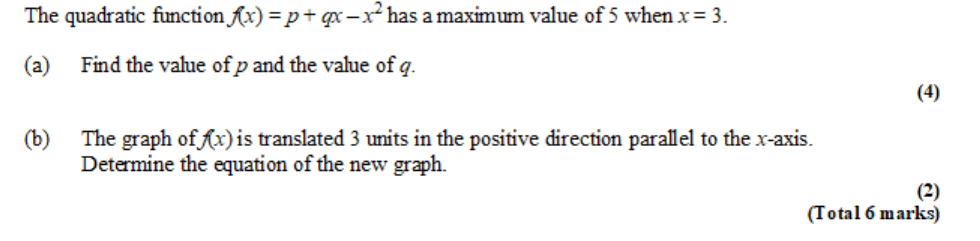 The quadratic function f(x) = p + qx – x² has a maximum value of 5 when x = 3.
(a) Find the value of p and the value of q.
(4)
(b) The graph of f(x) is translated 3 units in the positive direction parallel to the x-axis.
Determine the equation of the new graph.
(2)
(Total 6 marks)